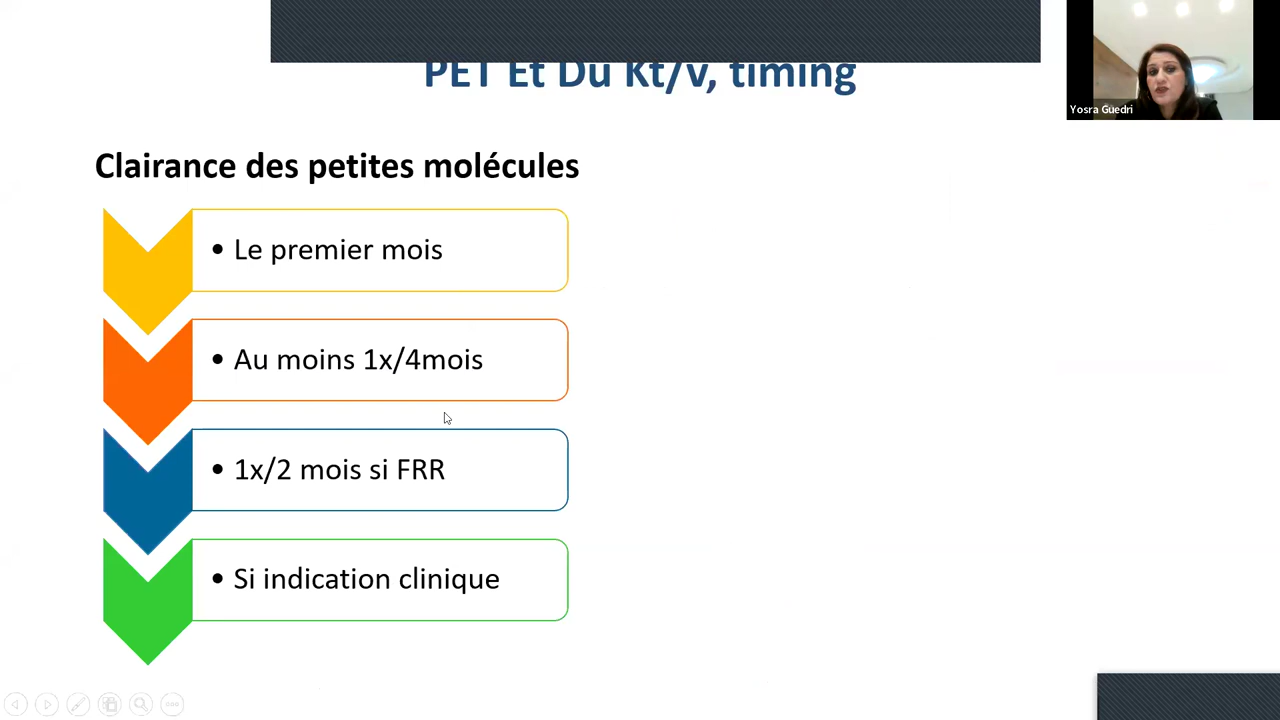 PET Et Du Kt/v, timing
Yosra Guedri
Clairance des petites molécules
• Le premier mois
• Au moins 1x/4mois
• 1x/2 mois si FRR
• Si indication clinique